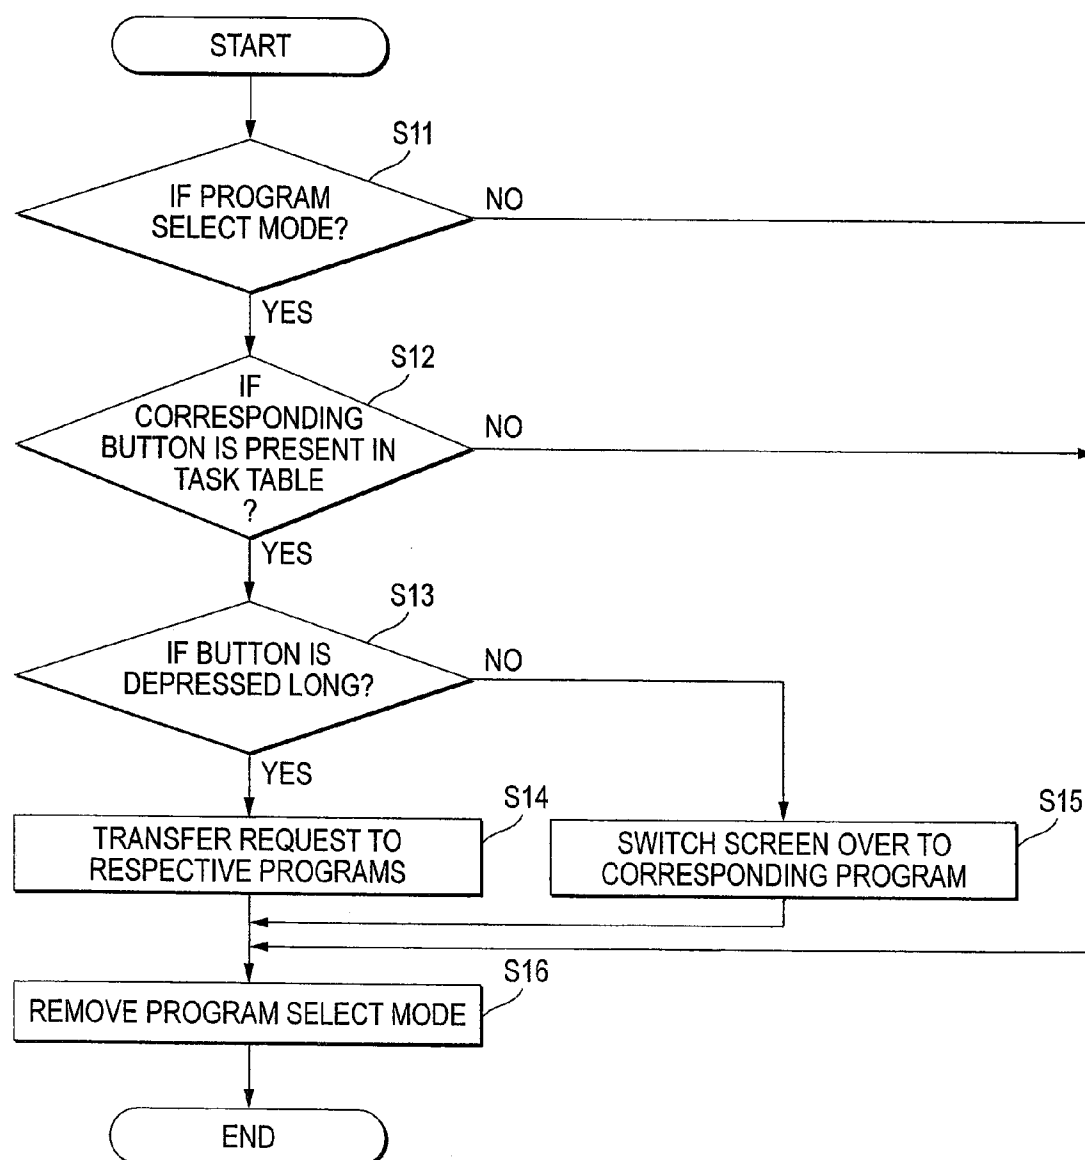 START
S11
IF PROGRAM
SELECT MODE?
NO
YES
S12
IF
CORRESPONDING
BUTTON IS PRESENT IN
TASK TABLE
?
NO
YES
S13
IF BUTTON IS
DEPRESSED LONG?
NO
YES
S14
TRANSFER REQUEST TO
RESPECTIVE PROGRAMS
S15
SWITCH SCREEN OVER TO
CORRESPONDING PROGRAM
S16
REMOVE PROGRAM SELECT MODE
END